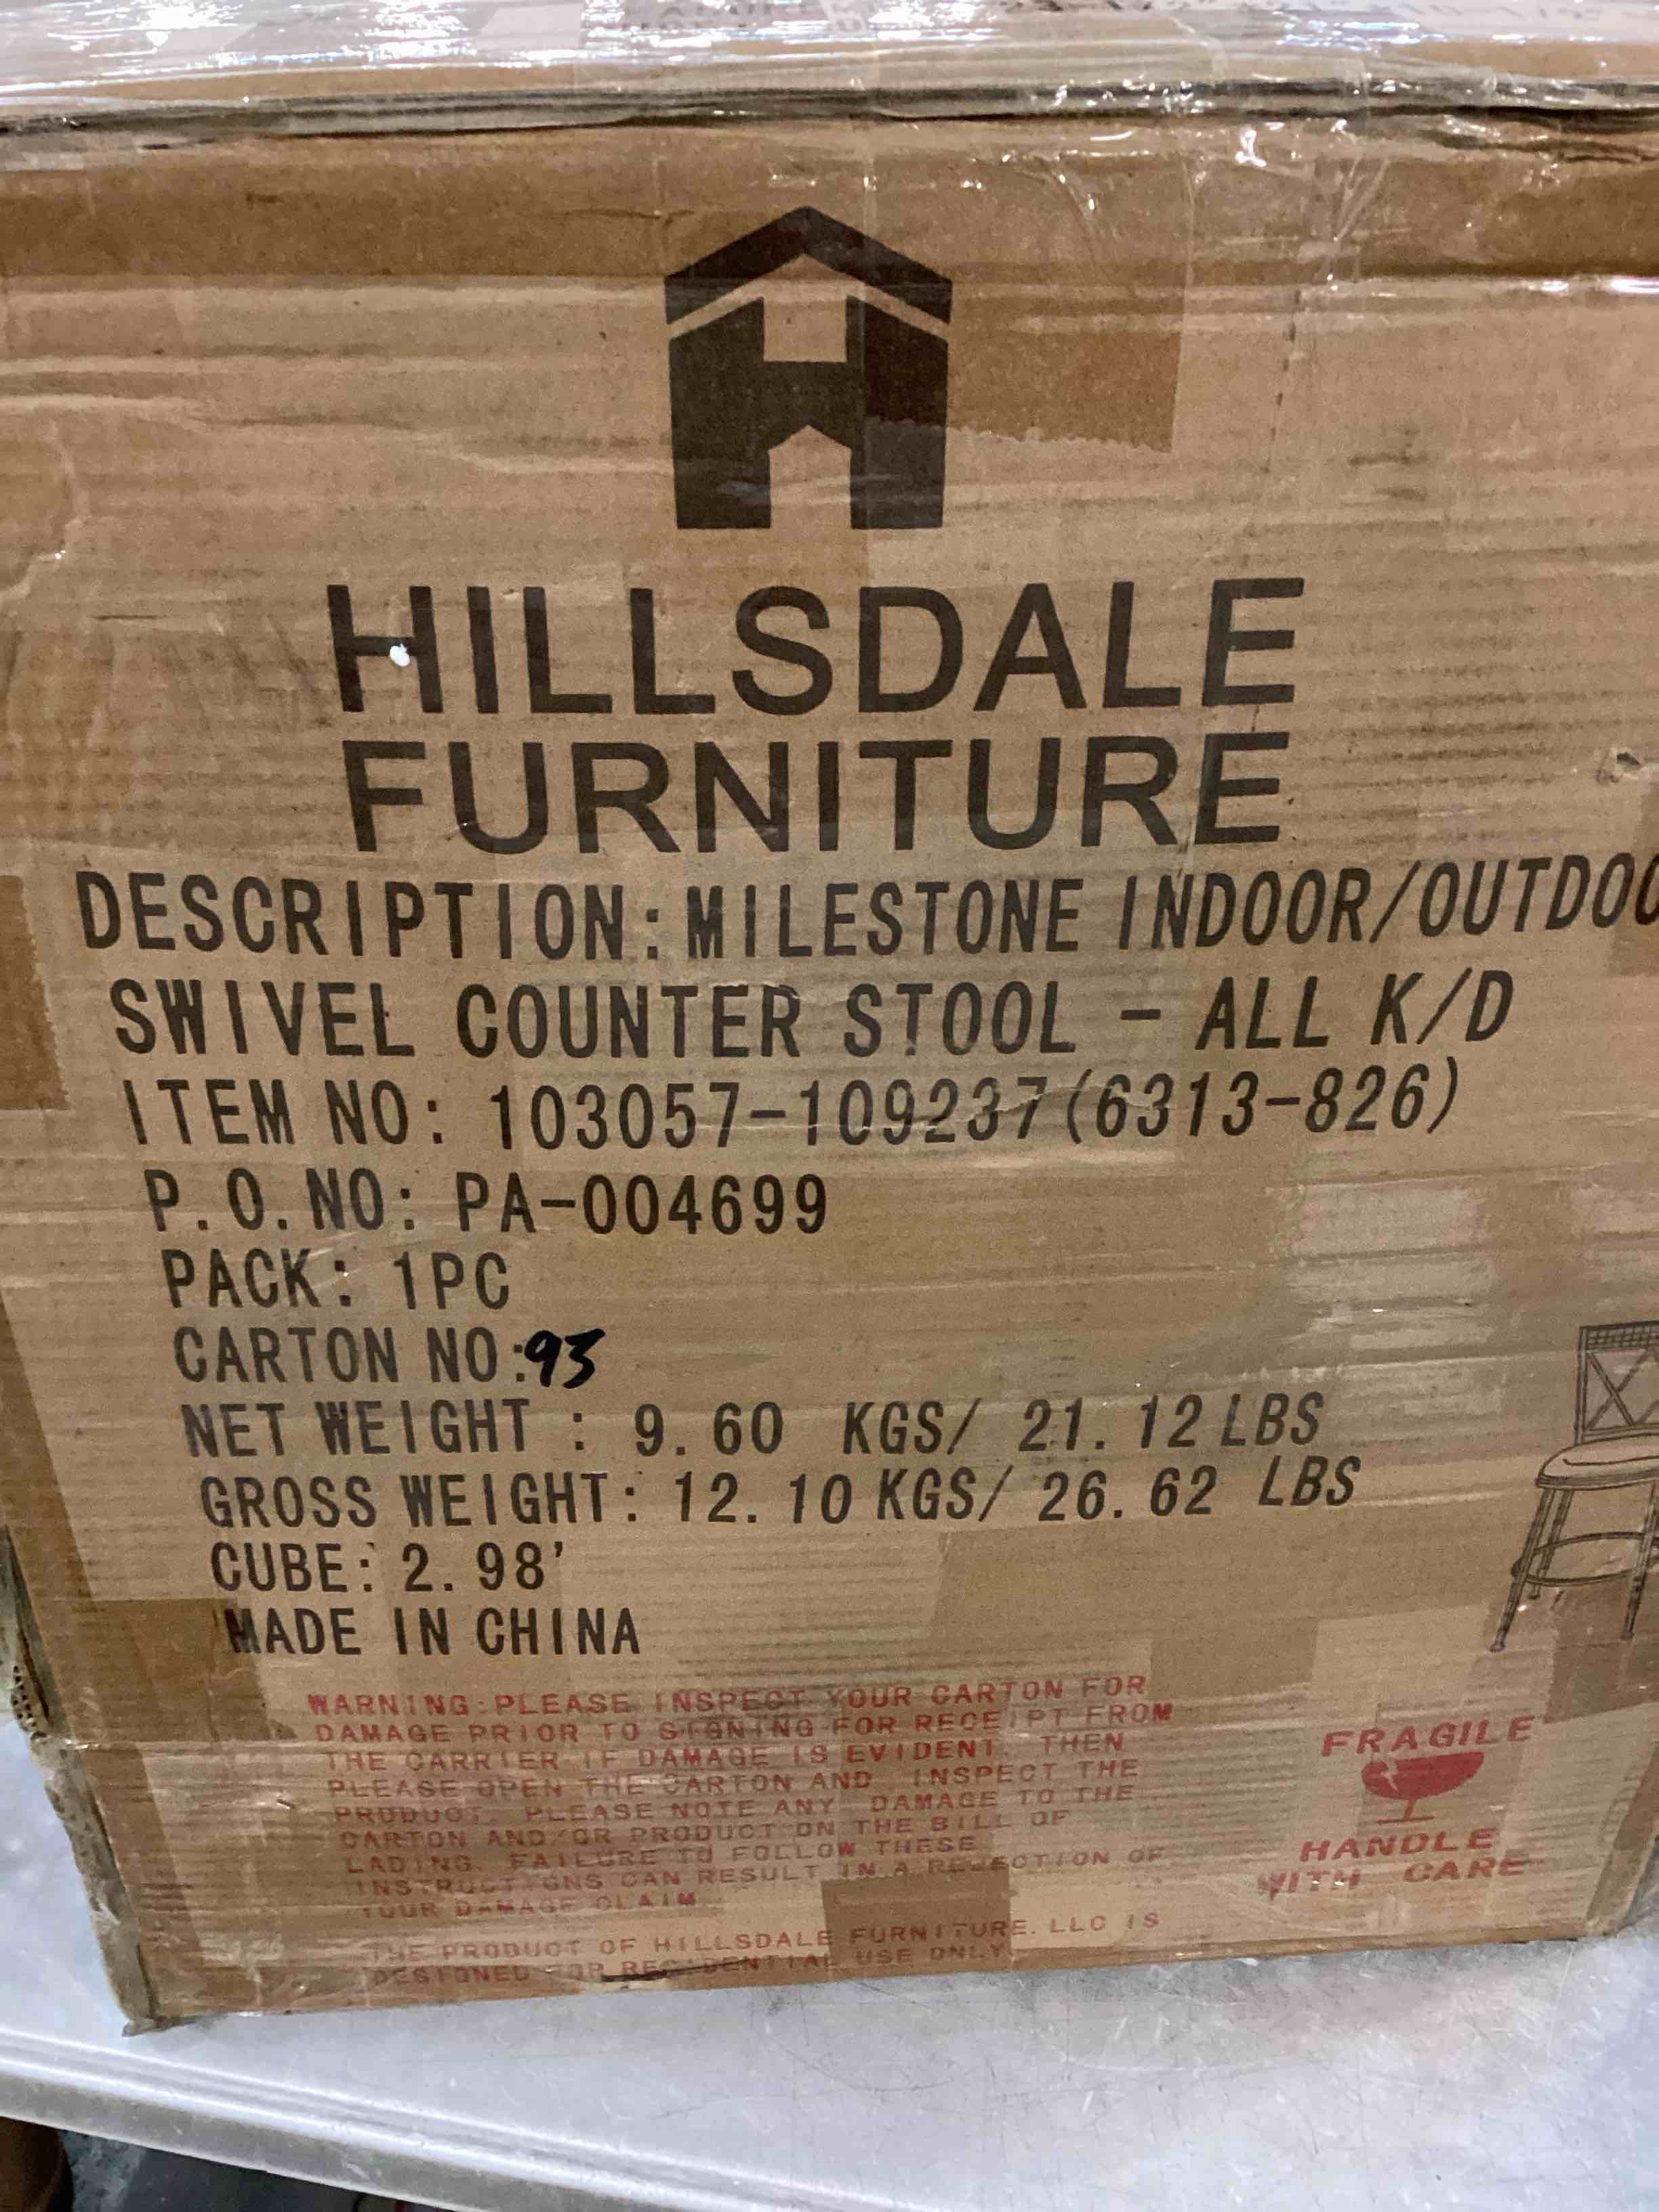 HILLSDALE
FURNITURE
DESCRIPTION:MILESTONE INDOOR/OUTDOO
SWIVEL COUNTER STOOL - ALL K/D
ITEM NO: 103057-109237(6313-826)
P.O.NO: PA-004699
PACK: 1PC
CARTON NO:93
NET WEIGHT : 9.60 KGS/ 21.12 LBS
GROSS WEIGHT: 12.10 KGS/ 26.62 LBS
CUBE: 2.98'
MADE IN CHINA
WARNING:PLEASE INSPECT YOUR CARTON FOR
DAMAGE PRIOR TO SIGNING FOR RECEIPT FROM
THE CARRIER IF DAMAGE IS EVIDENT. THEN
PLEASE OPEN THE CARTON AND INSPECT THE
PRODUCT. PLEASE NOTE ANY DAMAGE TO THE
CARTON AND/OR PRODUCT ON THE BILL OF
LADING. FAILURE TO FOLLOW THESE
INSTRUCTIONS CAN RESULT IN A REJECTION OF
YOUR DAMAGE CLAIM.
THE PRODUCT OF HILLSDALE FURNITURE. LLC IS
DESIGNED FOR RESIDENTIAL USE ONLY
FRAGILE
HANDLE
WITH CARE